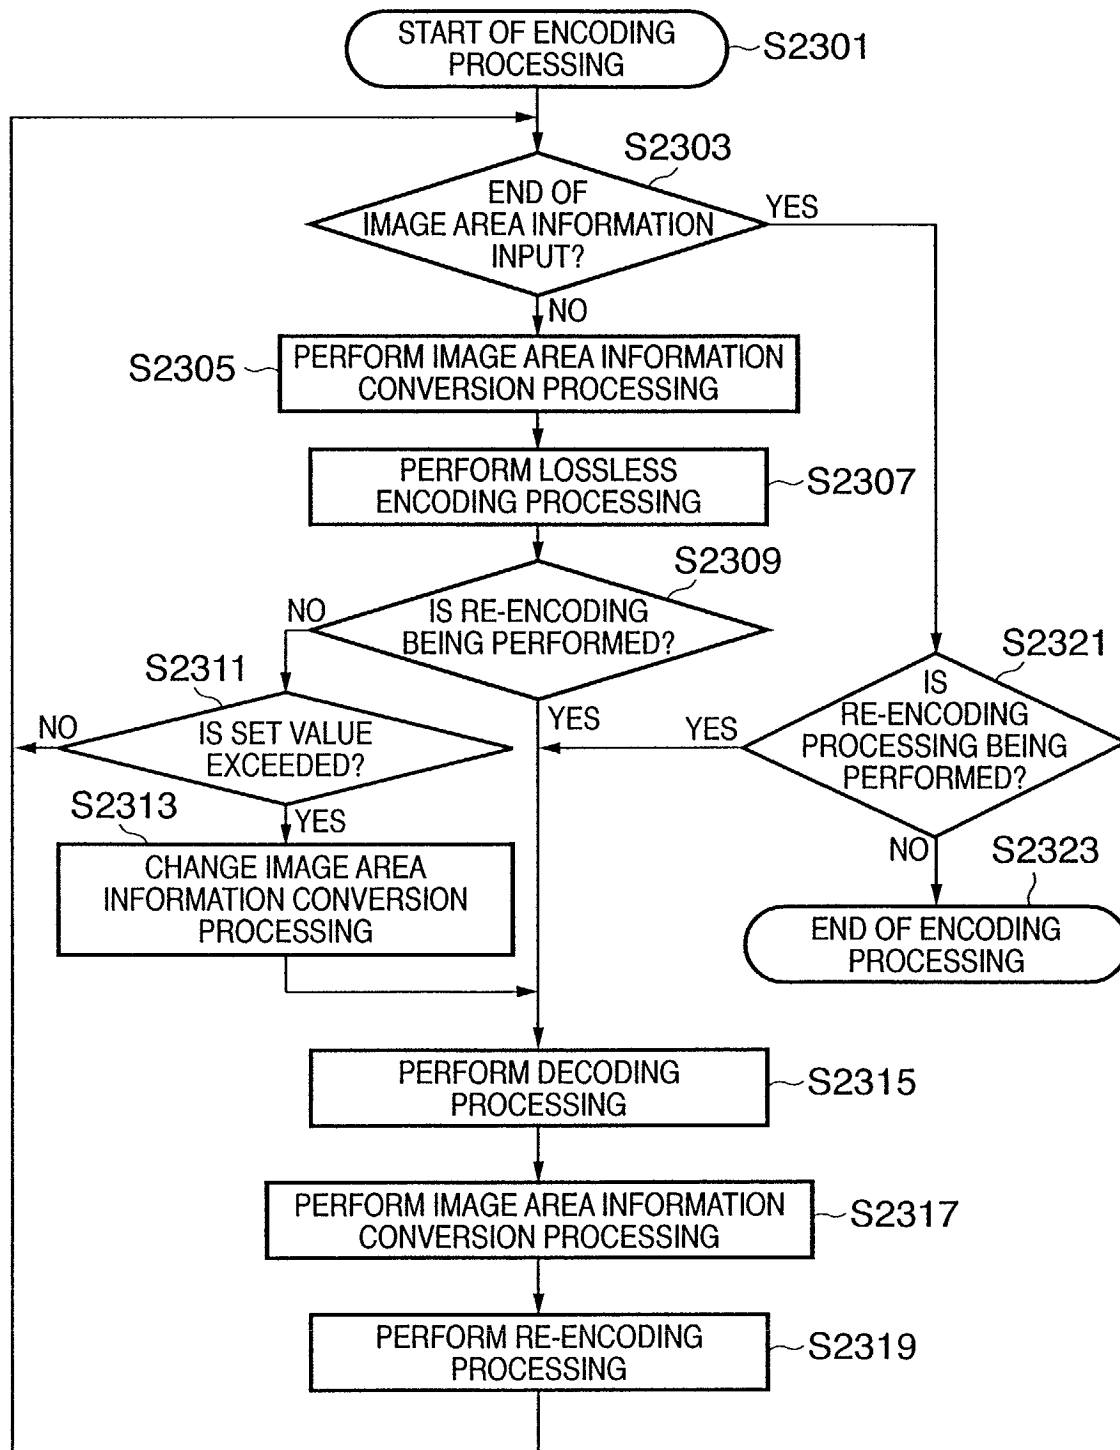 START OF ENCODING
PROCESSING
S2301
S2303
END OF
IMAGE AREA INFORMATION
INPUT?
YES
NO
S2305
PERFORM IMAGE AREA INFORMATION
CONVERSION PROCESSING
PERFORM LOSSLESS
ENCODING PROCESSING
S2307
S2309
IS RE-ENCODING
BEING PERFORMED?
NO
YES
S2311
IS SET VALUE
EXCEEDED?
NO
YES
S2321
IS
RE-ENCODING
PROCESSING BEING
PERFORMED?
YES
NO
S2313
CHANGE IMAGE AREA
INFORMATION CONVERSION
PROCESSING
S2323
END OF ENCODING
PROCESSING
PERFORM DECODING
PROCESSING
S2315
PERFORM IMAGE AREA INFORMATION
CONVERSION PROCESSING
S2317
PERFORM RE-ENCODING
PROCESSING
S2319